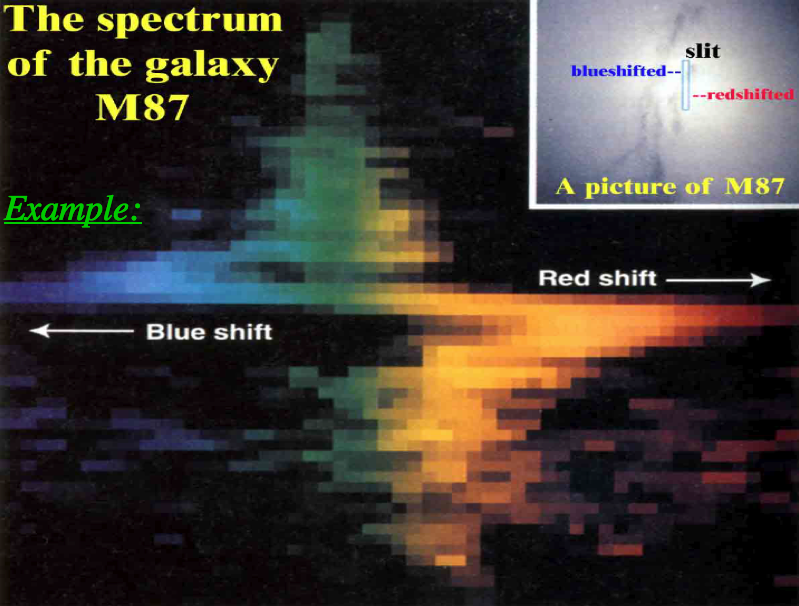 The spectrum
of the galaxy
M87
slit
blueshifted--
--redshifted
A picture of M87
Example:
Red shift
Blue shift